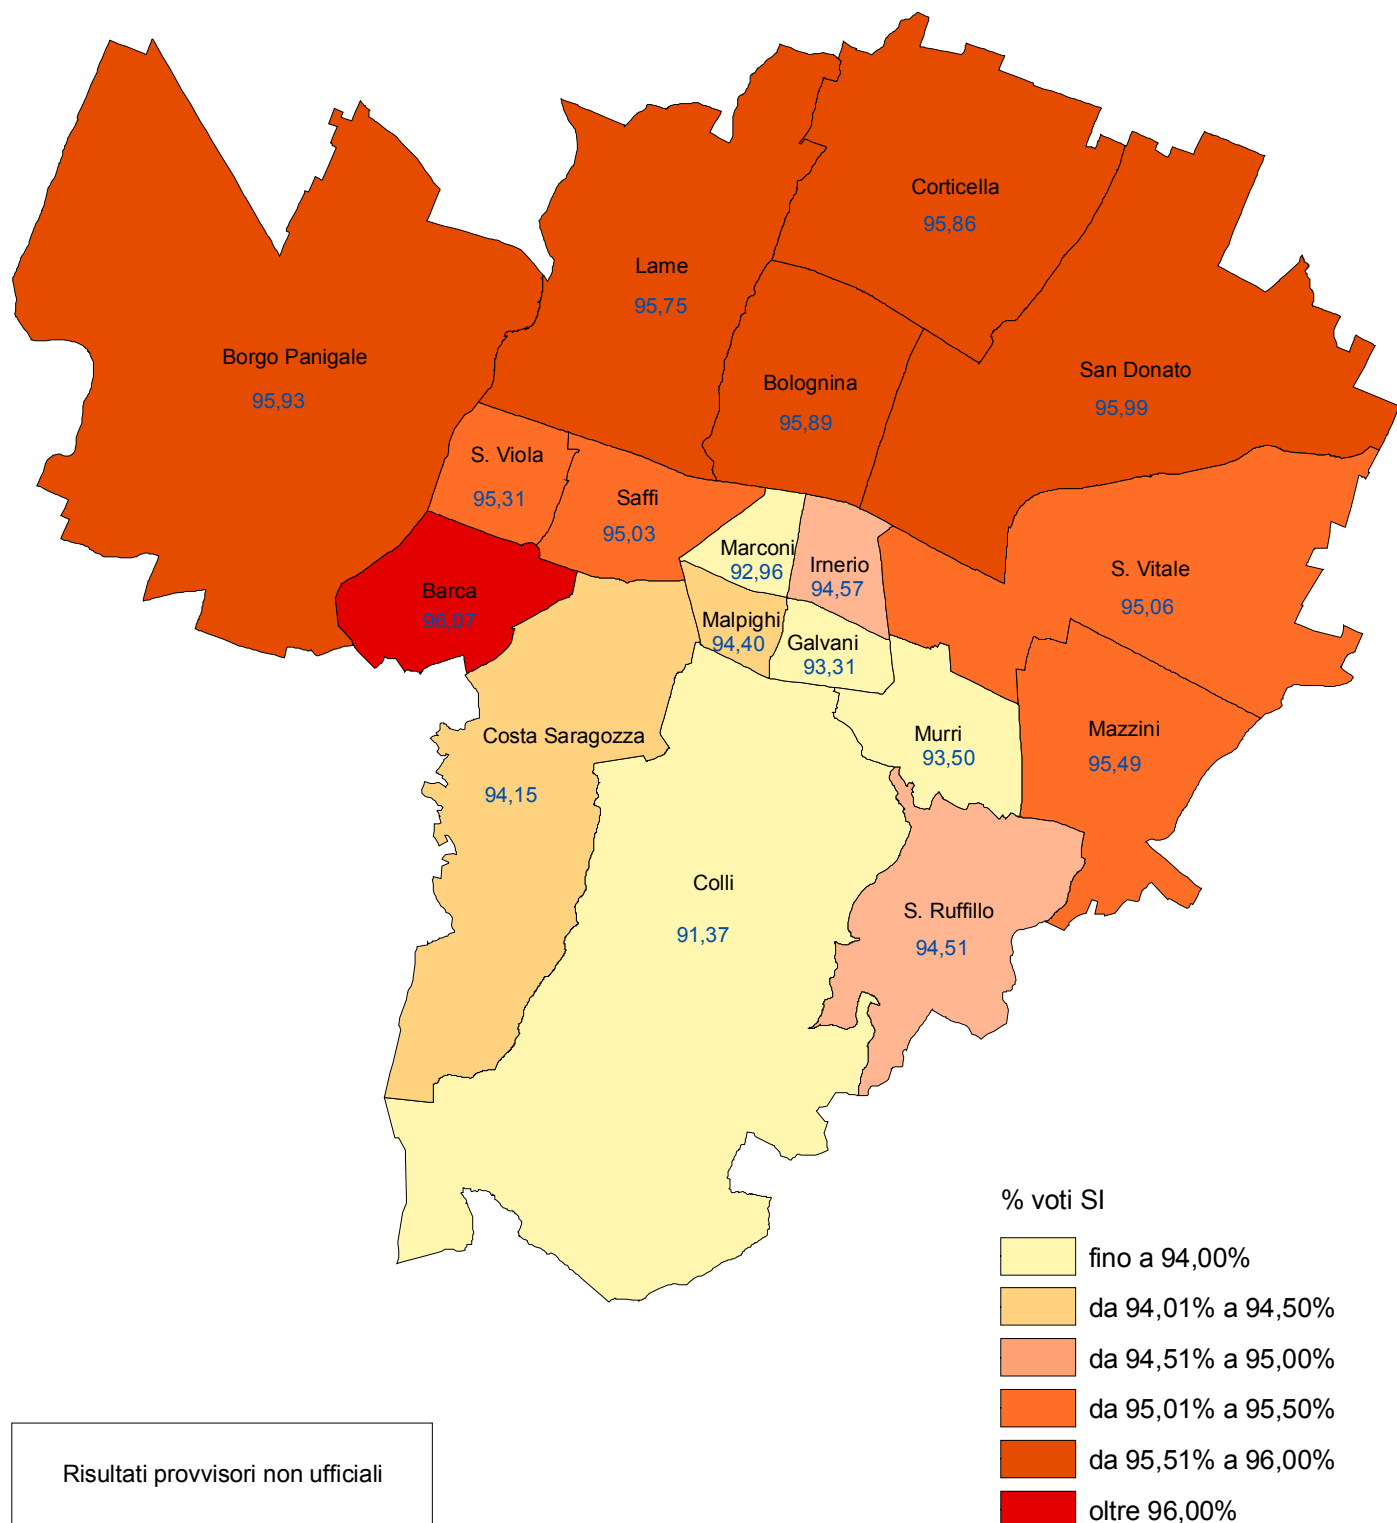 Corticella
95,86
Lame
95,75
Borgo Panigale
95,93
Bolognina
95,89
San Donato
95,99
S. Viola
95,31
Saffi
95,03
Marconi
92,96
Irnerio
94,57
S. Vitale
95,06
Barca
96,07
Malpighi
94,40
Galvani
93,31
Costa Saragozza
94,15
Murri
93,50
Mazzini
95,49
Colli
91,37
S. Ruffillo
94,51
% voti SI
fino a 94,00%
da 94,01% a 94,50%
da 94,51% a 95,00%
da 95,01% a 95,50%
da 95,51% a 96,00%
oltre 96,00%
Risultati provvisori non ufficiali